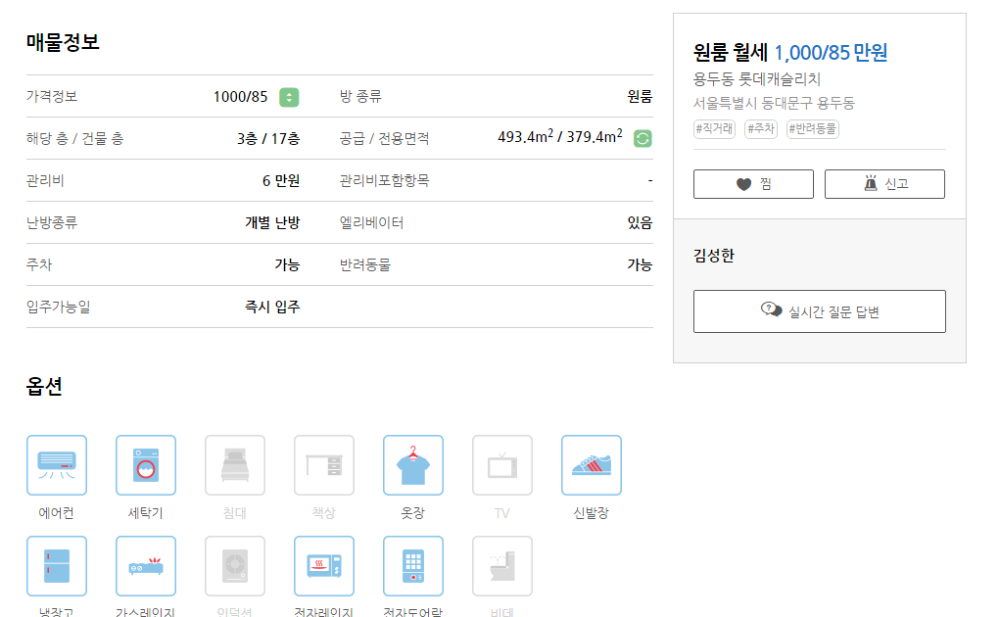 매물정보
가격정보 1000/85 방 종류 원룸
해당 층 / 건물 층 3층 / 17층 공급 / 전용면적 493.4m² / 379.4m²
관리비 6 만원 관리비포함항목 -
난방종류 개별 난방 엘리베이터 있음
주차 가능 반려동물 가능
입주가능일 즉시 입주
옵션
에어컨 세탁기 침대 책상 옷장 TV 신발장
냉장고 가스레인지 인덕션 전자레인지 전자도어락 비데
원룸 월세 1,000/85만원
용두동 롯데캐슬리치
서울특별시 동대문구 용두동
#직거래 #주차 #반려동물
찜 신고
김성한
실시간 질문 답변